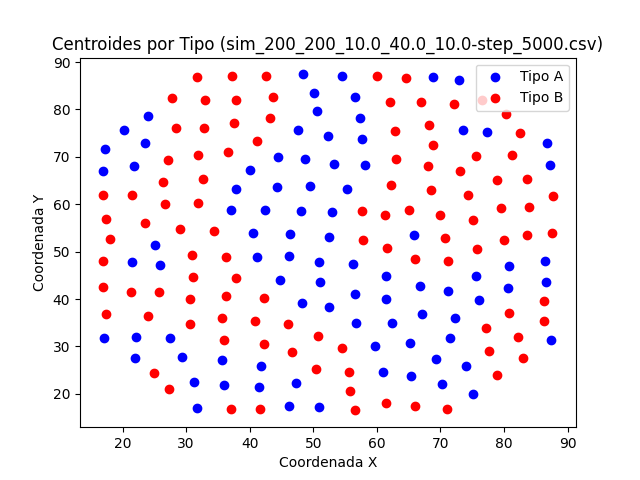 Centroides por Tipo (sim_200_200_10.0_40.0_10.0-step_5000.csv)
90
80
70
60
50
40
30
20
Coordenada Y
Tipo A
Tipo B
20 30 40 50 60 70 80 90
Coordenada X